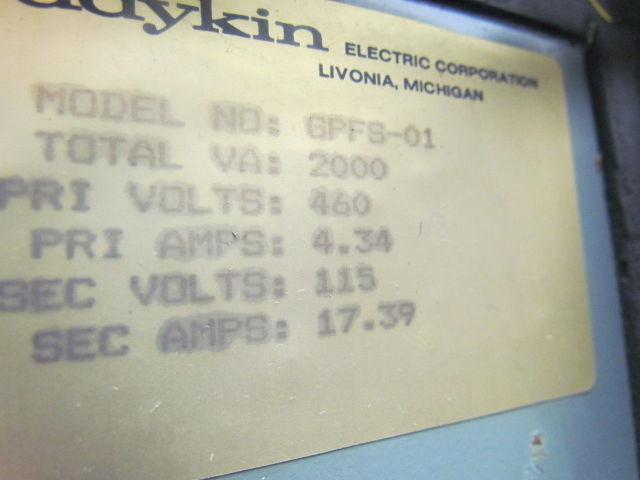 ELECTRIC CORPORATION
LIVONIA, MICHIGAN
MODEL NO: GPFS-01
TOTAL VA: 2000
PRI VOLTS: 460
PRI AMPS: 4.34
SEC VOLTS: 115
SEC AMPS: 17.39